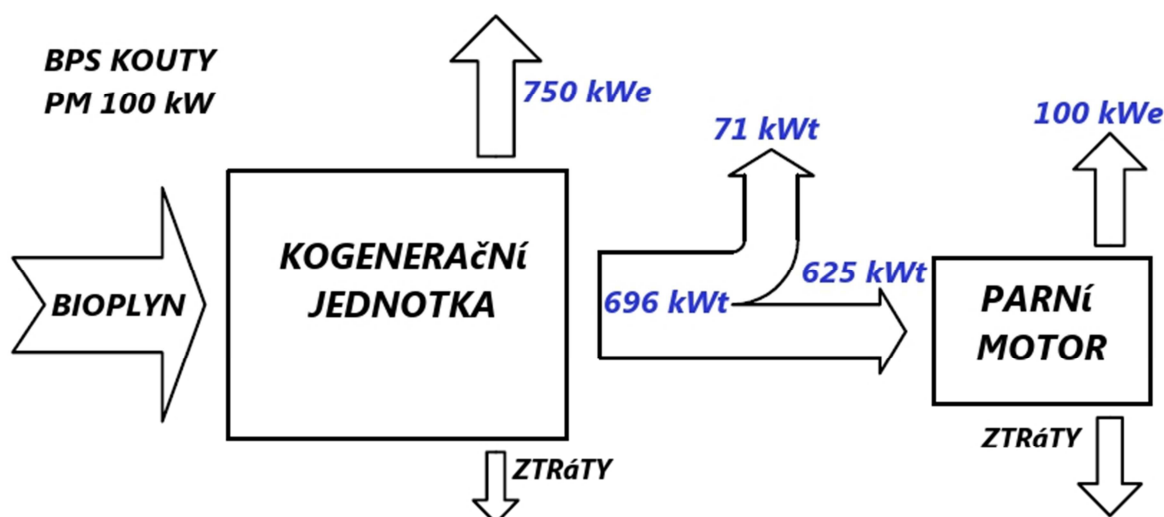 BPS KOUTY
PM 100 kW
750 kWe
71 kWt
100 kWe
BIOPLYN
KOGENERAčNí
JEDNOTKA
696 kWt
625 kWt
PARNí
MOTOR
ZTRáTY
ZTRáTY